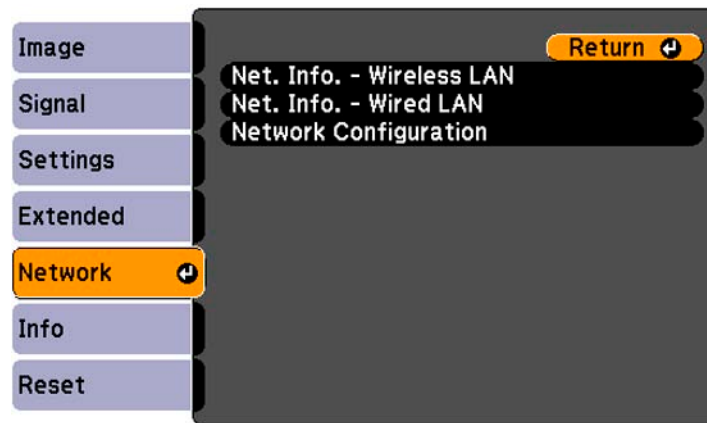 Image
Signal
Settings
Extended
Network
Info
Reset
Return
Net. Info. - Wireless LAN
Net. Info. - Wired LAN
Network Configuration